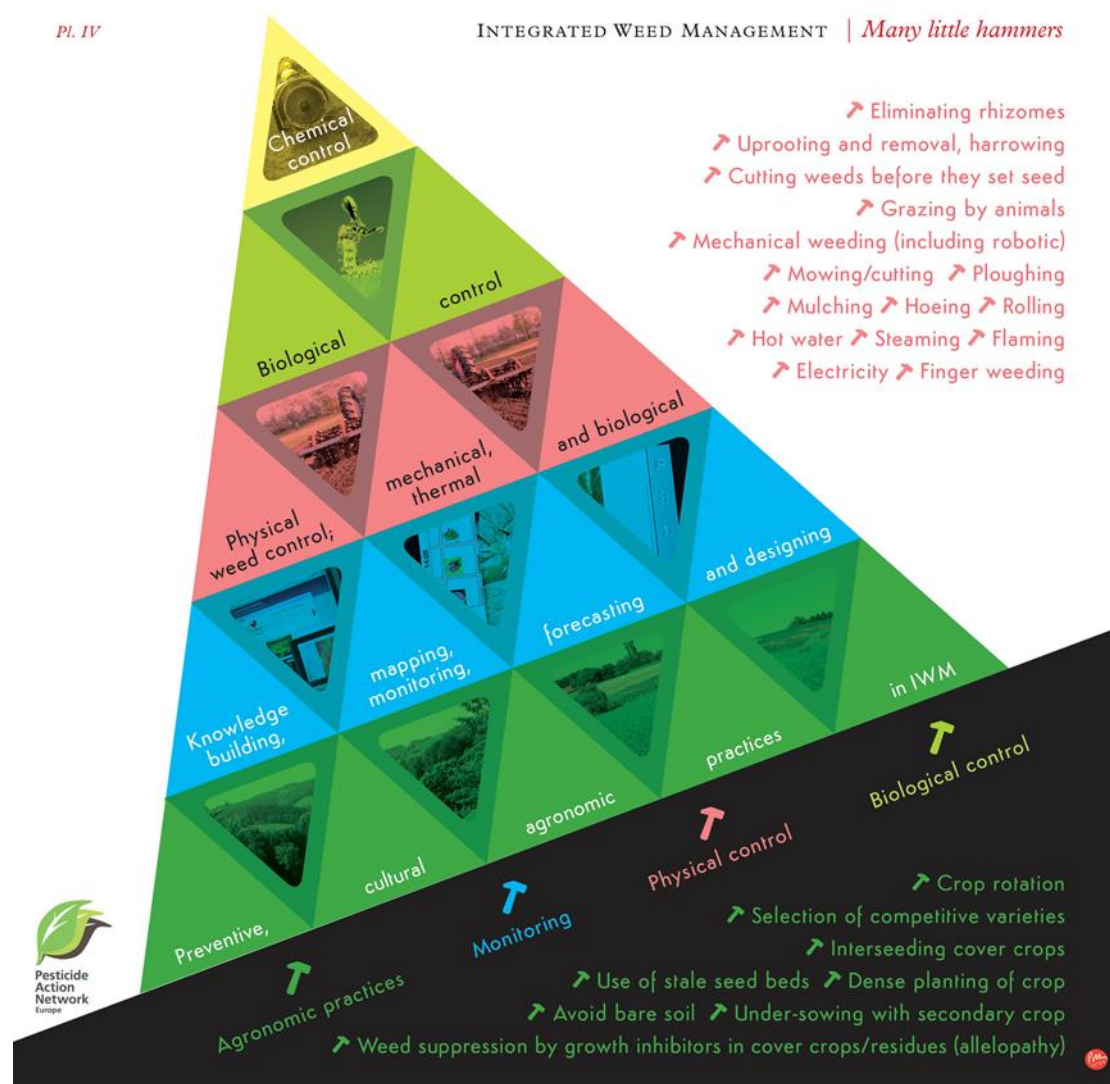 Pl. IV
INTEGRATED WEED MANAGEMENT | Many little hammers
Eliminating rhizomes
Uprooting and removal, harrowing
Cutting weeds before they set seed
Grazing by animals
Mechanical weeding (including robotic)
Mowing/cutting Ploughing
Mulching Hoeing Rolling
Hot water Steaming Flaming
Electricity Finger weeding
Chemical
control
Biological control
Physical
weed control;
mechanical,
thermal
and biological
Knowledge
building,
mapping,
monitoring,
forecasting
and designing
Preventive, cultural agronomic practices in IWM
Agronomic practices
Monitoring
Physical control
Biological control
Crop rotation
Selection of competitive varieties
Interseeding cover crops
Use of stale seed beds Dense planting of crop
Avoid bare soil Under-sowing with secondary crop
Weed suppression by growth inhibitors in cover crops/residues (allelopathy)
Pesticide
Action
Network
Europe